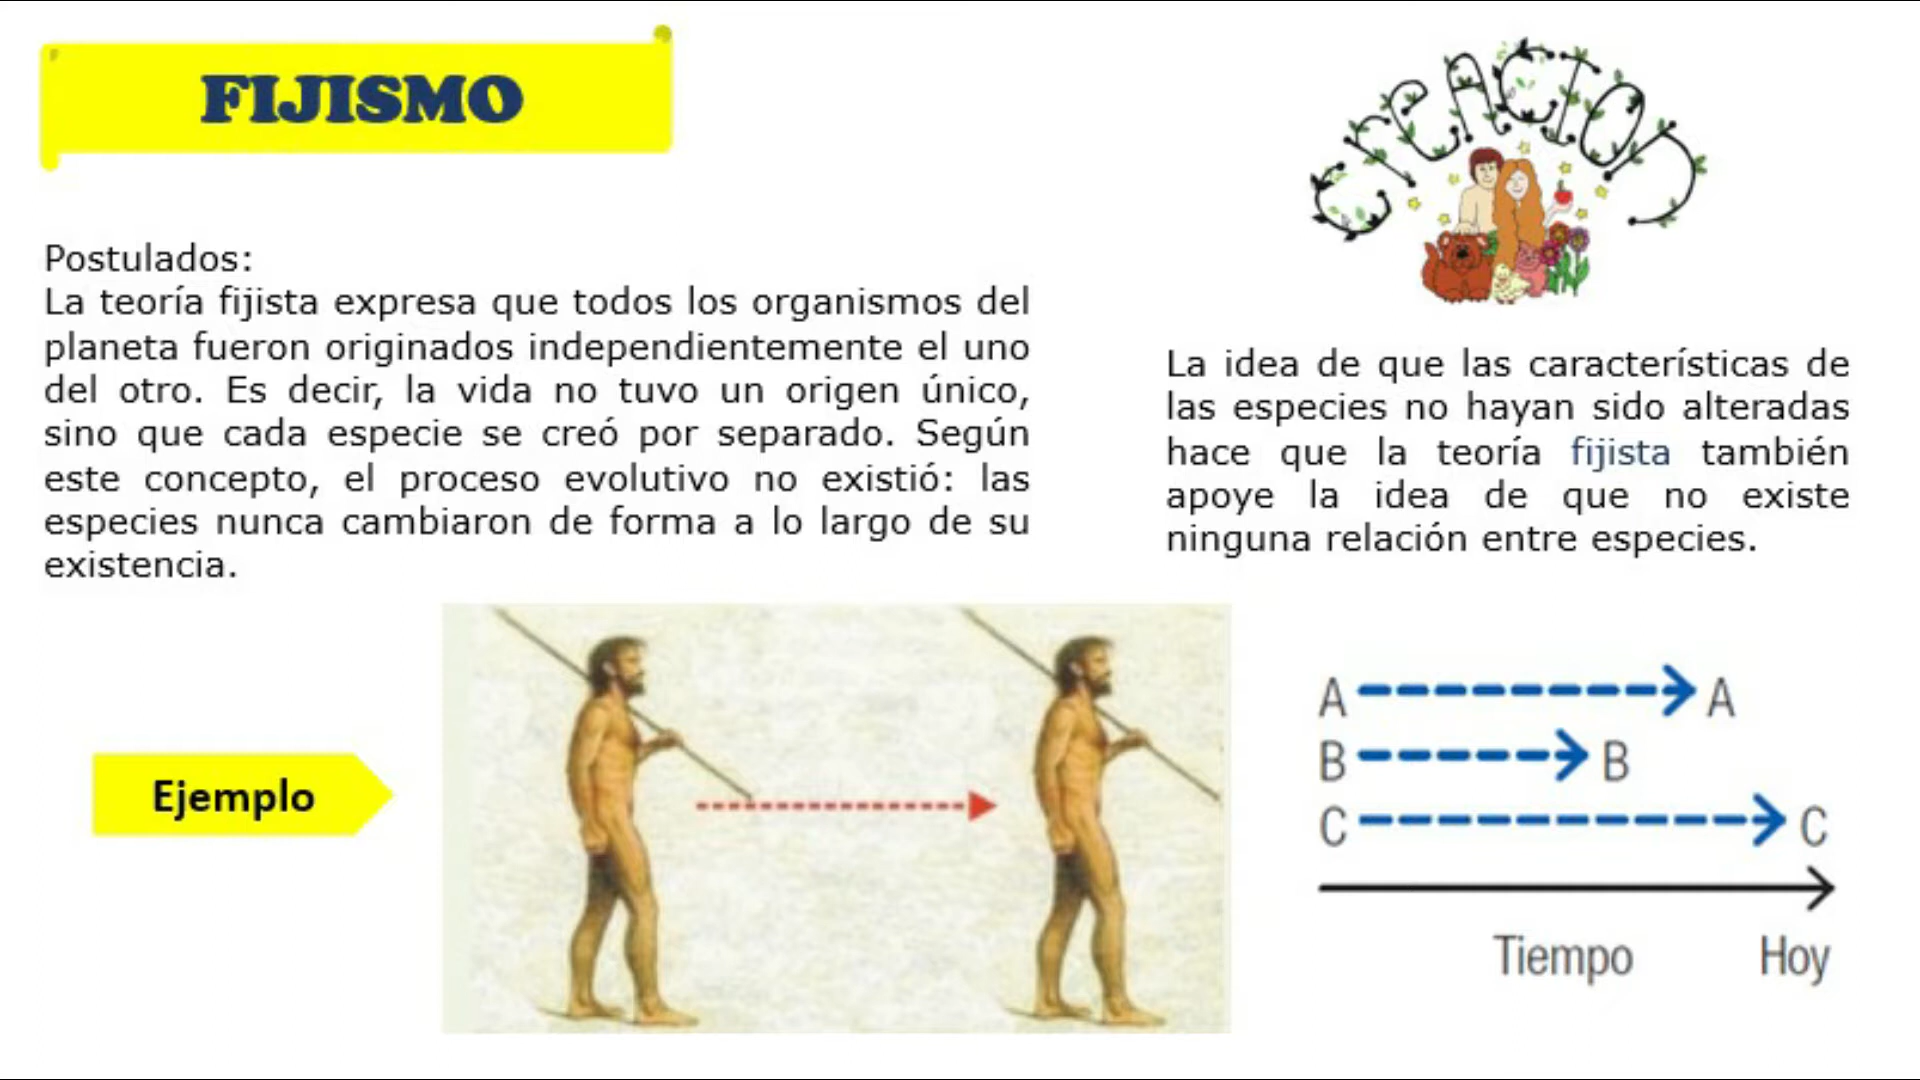 FIJISMO
Creación
Postulados:
La teoría fijista expresa que todos los organismos del
planeta fueron originados independientemente el uno
del otro. Es decir, la vida no tuvo un origen único,
sino que cada especie se creó por separado. Según
este concepto, el proceso evolutivo no existió: las
especies nunca cambiaron de forma a lo largo de su
existencia.
La idea de que las características de
las especies no hayan sido alteradas
hace que la teoría fijista también
apoye la idea de que no existe
ninguna relación entre especies.
Ejemplo
A A
B B
C C
Tiempo Hoy